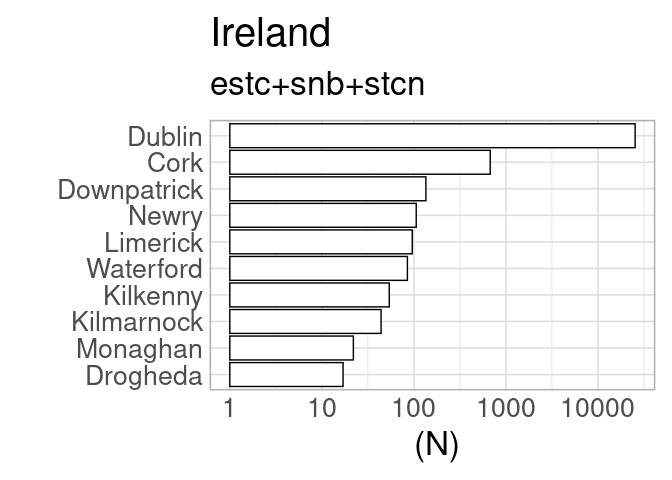 Ireland
estc+snb+stcn
Dublin
Cork
Downpatrick
Newry
Limerick
Waterford
Kilkenny
Kilmarnock
Monaghan
Drogheda
1 10 100 1000 10000
(N)